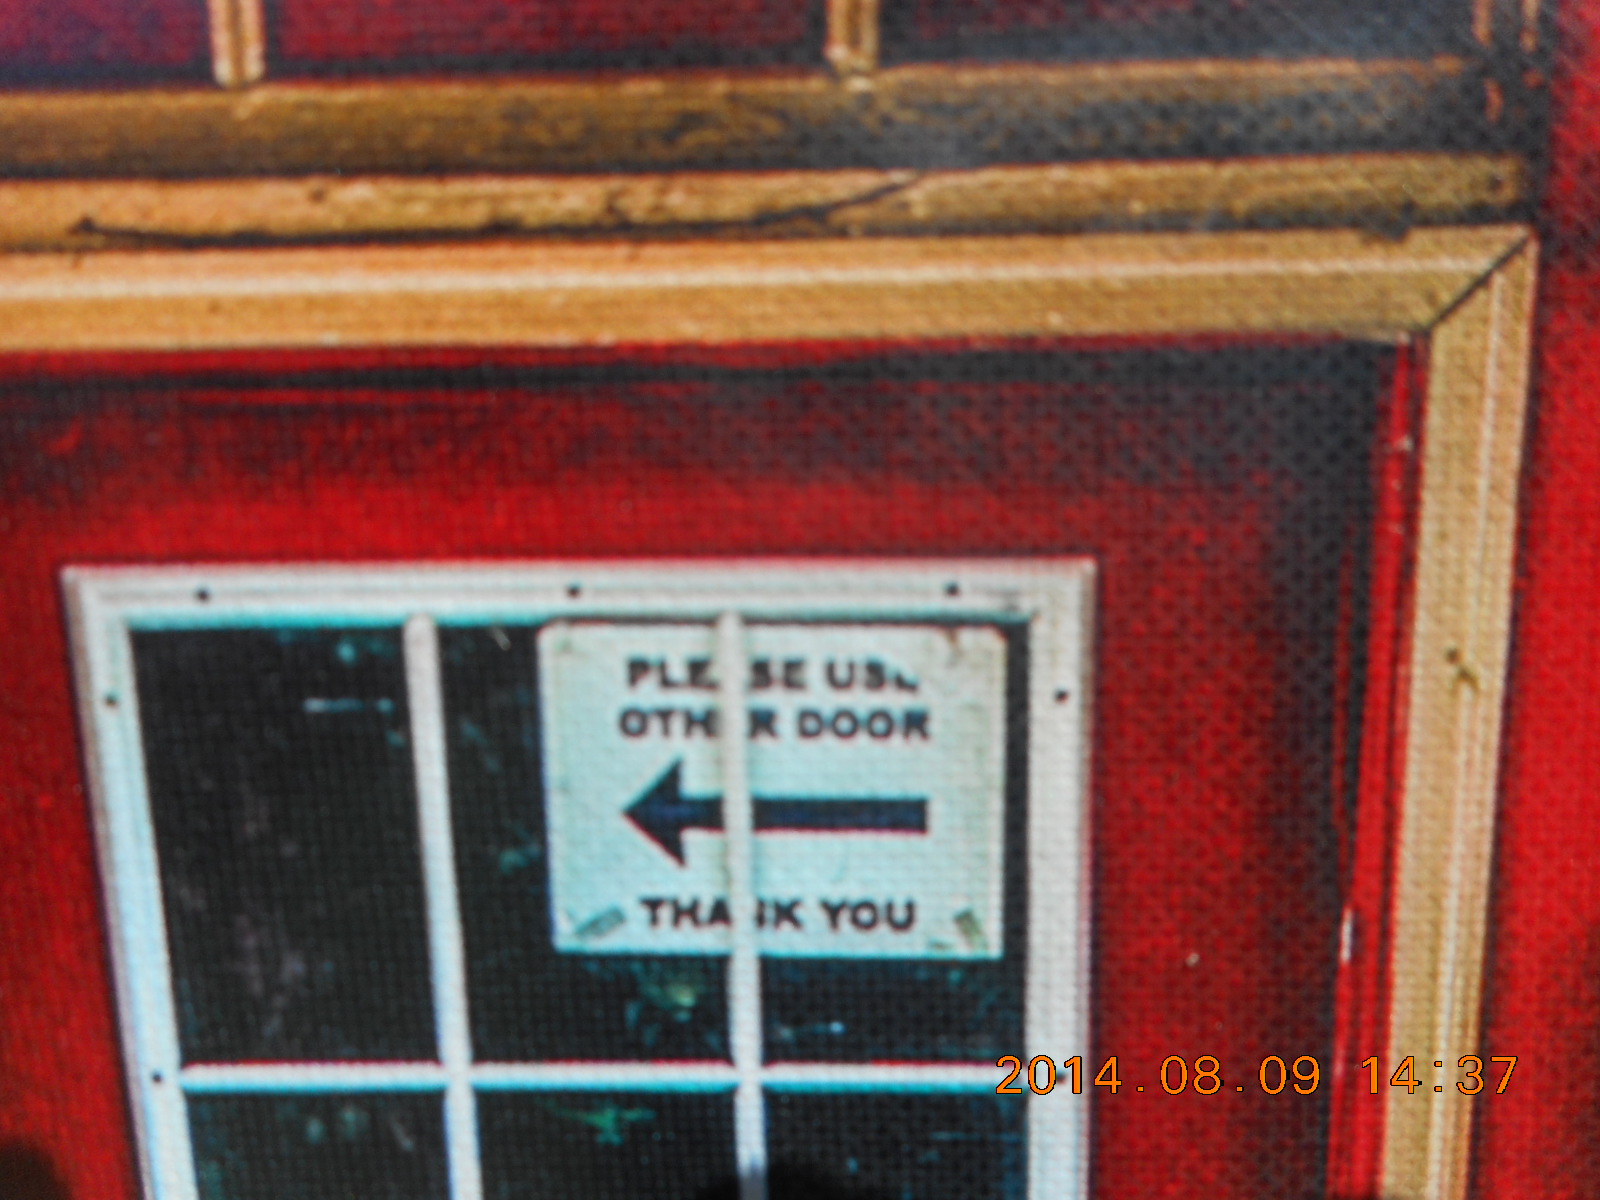 PLEASE USE
OTHER DOOR
THANK YOU
2014.08.09 14:37